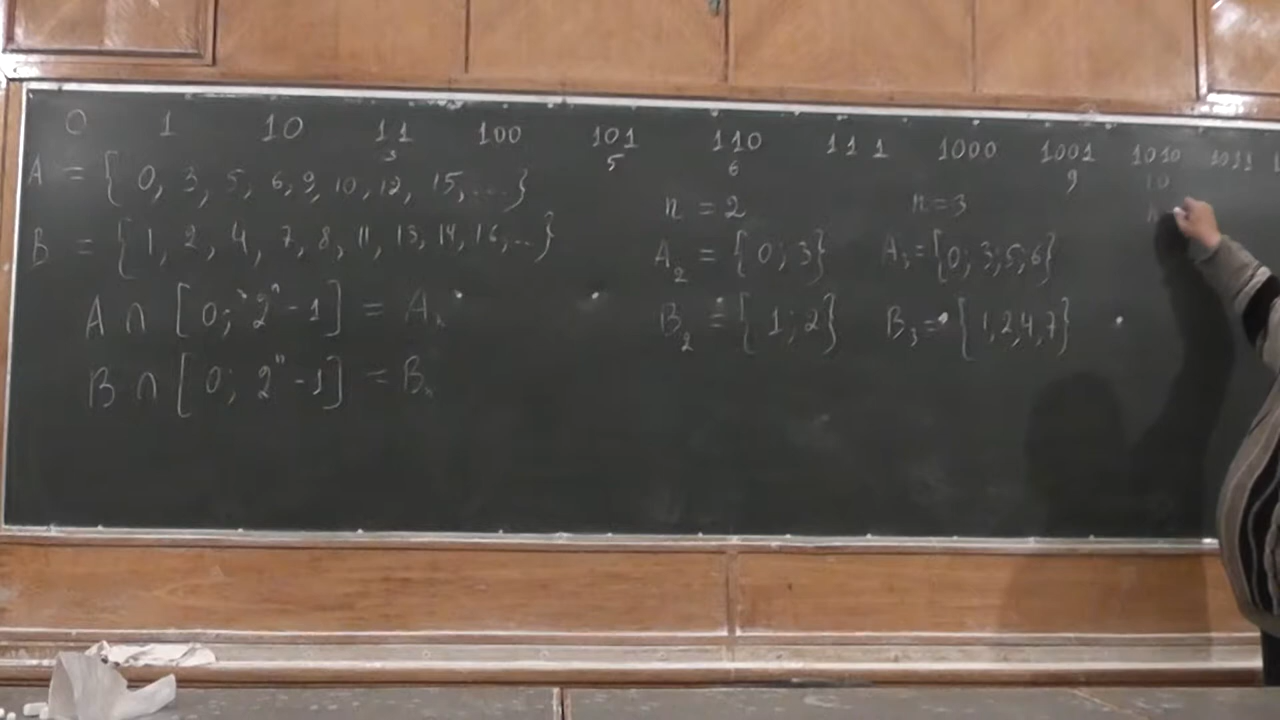 0 1 10 11 100 101 110 111 1000 1001 1010 1011
3 5 6 9 10
A = { 0, 3, 5, 6, 9, 10, 12, 15, ... }
B = { 1, 2, 4, 7, 8, 11, 13, 14, 16, ... }
A ∩ [0; 2ⁿ - 1] = Aₙ
B ∩ [0; 2ⁿ - 1] = Bₙ
n = 2
A₂ = {0; 3}
B₂ = {1; 2}
n = 3
A₃ = {0; 3; 5; 6}
B₃ = {1, 2, 4, 7}